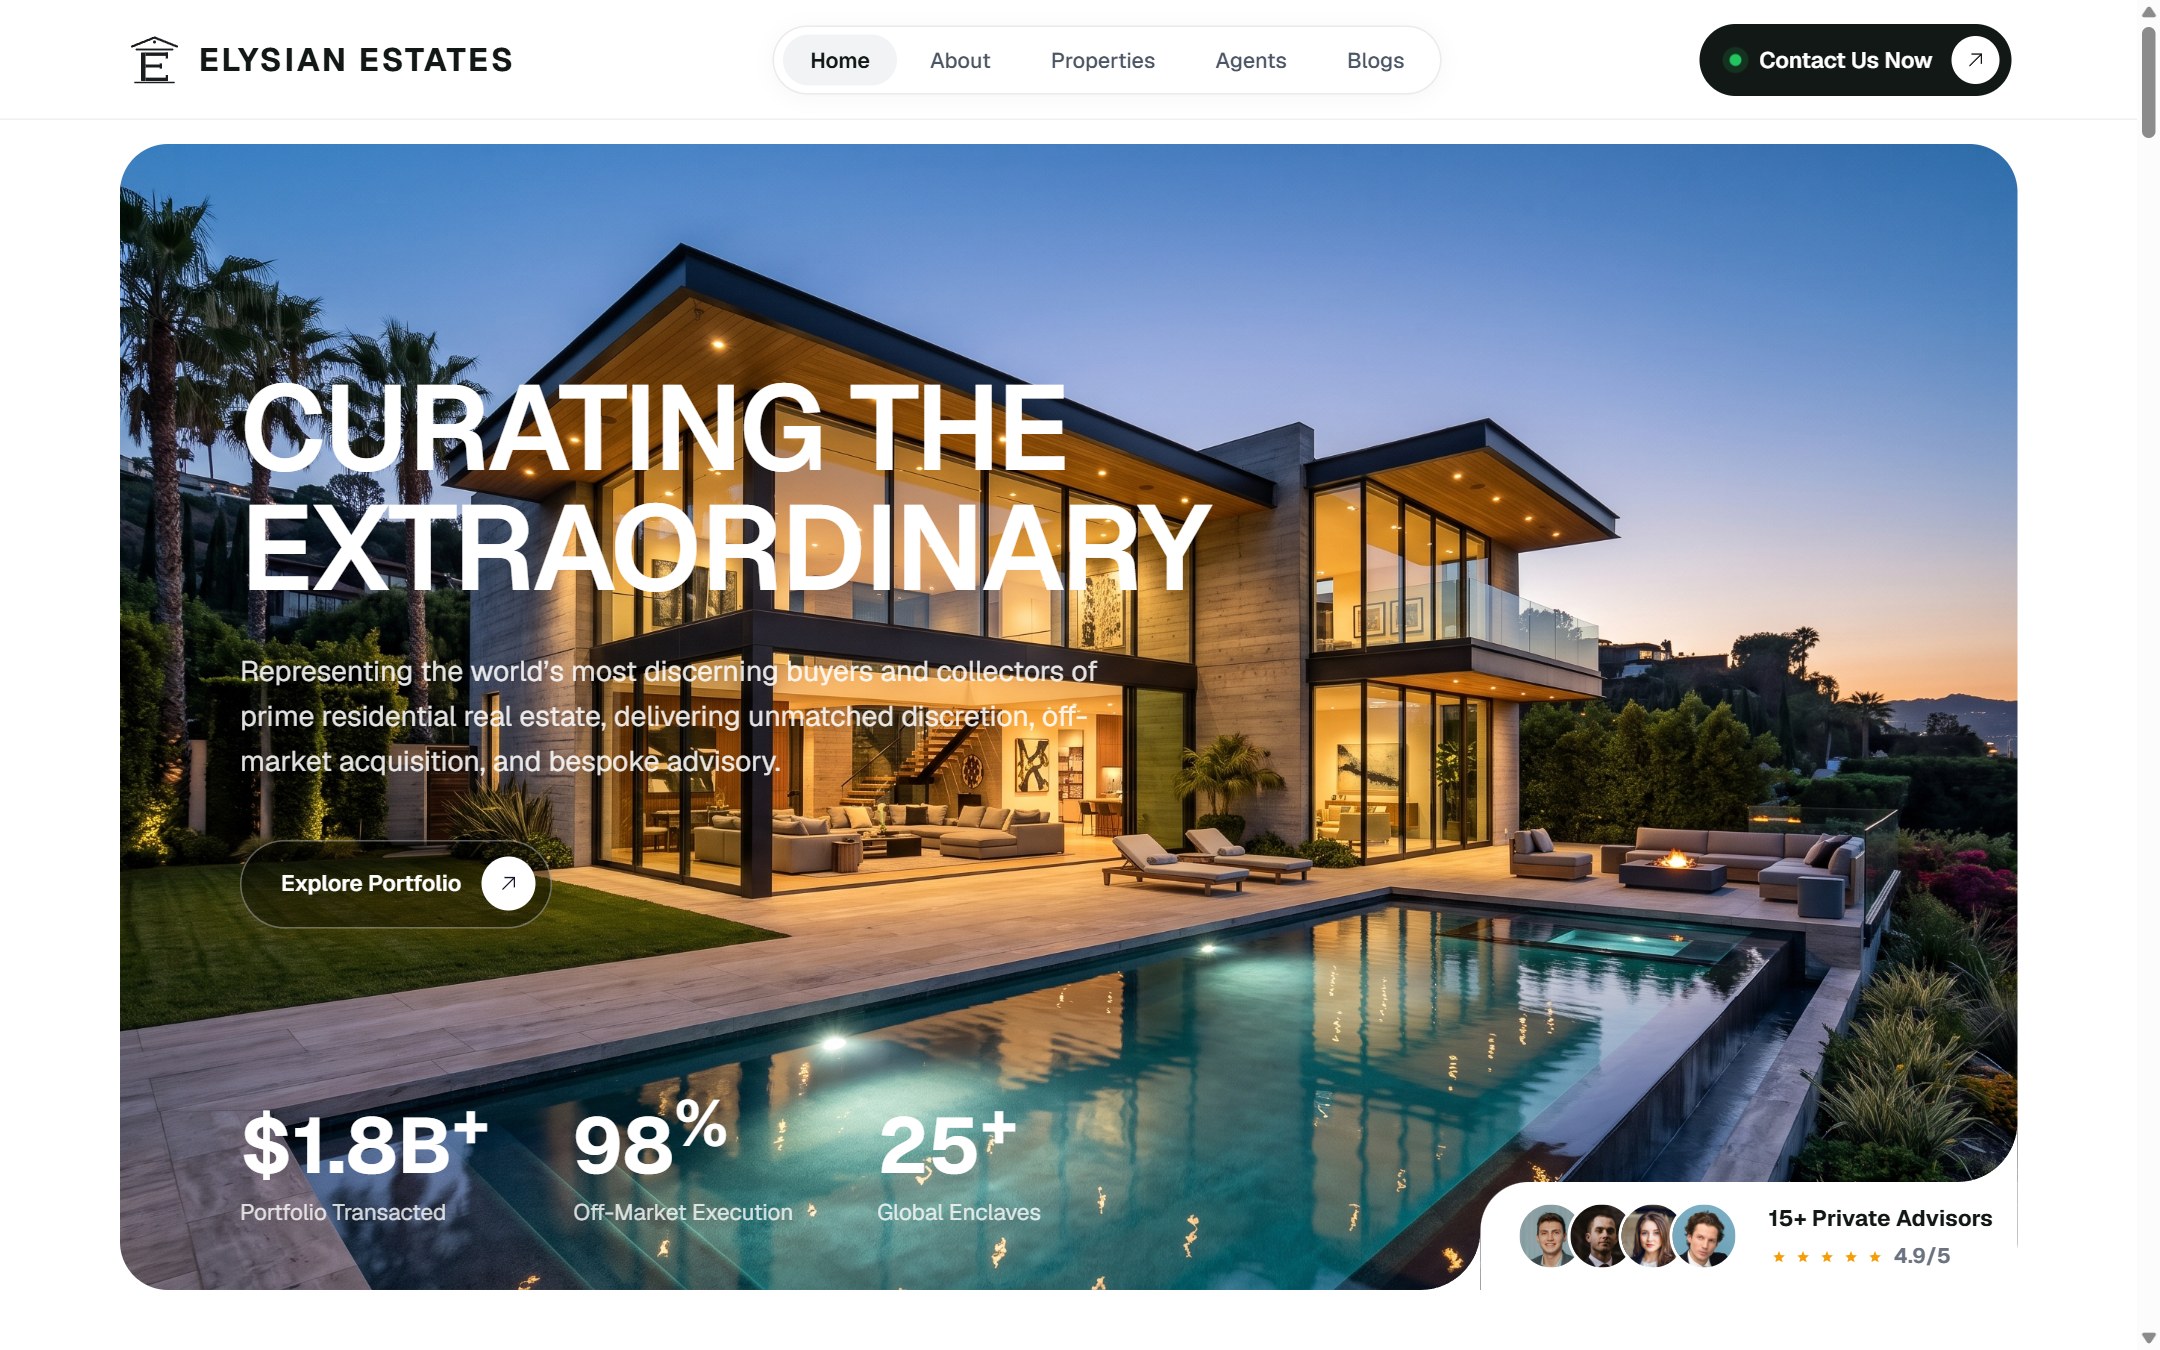 ELYSIAN ESTATES
Home
About
Properties
Agents
Blogs
Contact Us Now
CURATING THE
EXTRAORDINARY
Representing the world’s most discerning buyers and collectors of
prime residential real estate, delivering unmatched discretion, off-
market acquisition, and bespoke advisory.
Explore Portfolio
$1.8B+
98%
25+
Portfolio Transacted
Off-Market Execution
Global Enclaves
15+ Private Advisors
4.9/5